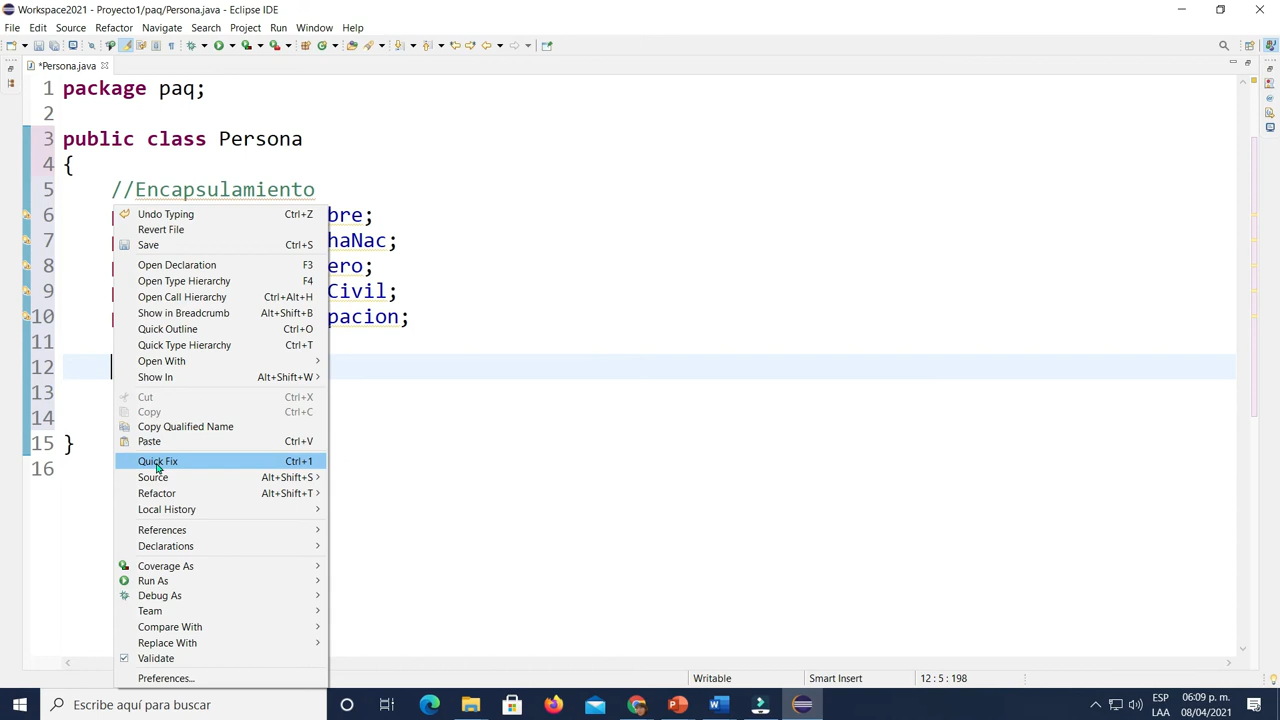 Workspace2021 - Proyecto1/paq/Persona.java - Eclipse IDE
File Edit Source Refactor Navigate Search Project Run Window Help
*Persona.java
1 package paq;
2
3 public class Persona
4 {
5 //Encapsulamiento
6 bre;
7 haNac;
8 ero;
9 Civil;
10 pacion;
11
12
13
14
15 }
16
Undo Typing Ctrl+Z
Revert File
Save Ctrl+S
Open Declaration F3
Open Type Hierarchy F4
Open Call Hierarchy Ctrl+Alt+H
Show in Breadcrumb Alt+Shift+B
Quick Outline Ctrl+O
Quick Type Hierarchy Ctrl+T
Open With
Show In Alt+Shift+W
Cut Ctrl+X
Copy Ctrl+C
Copy Qualified Name
Paste Ctrl+V
Quick Fix Ctrl+1
Source Alt+Shift+S
Refactor Alt+Shift+T
Local History
References
Declarations
Coverage As
Run As
Debug As
Team
Compare With
Replace With
Validate
Preferences...
Writable Smart Insert 12 : 5 : 198
Escribe aquí para buscar
ESP 06:09 p. m.
LAA 08/04/2021